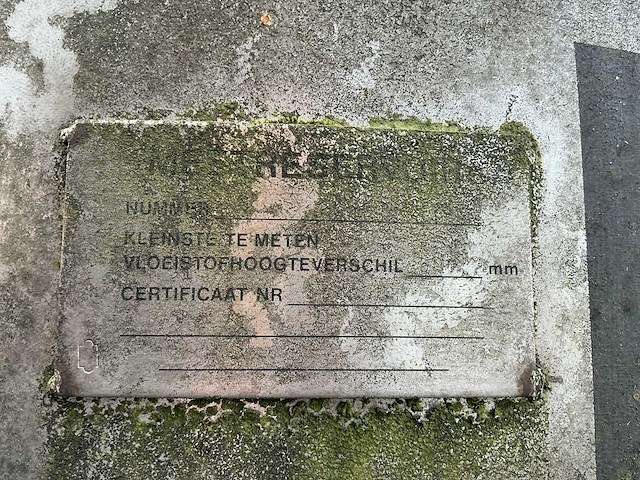 NUMMER
KLEINSTE TE METEN
VLOEISTOFHOOGTEVERSCHIL mm
CERTIFICAAT NR